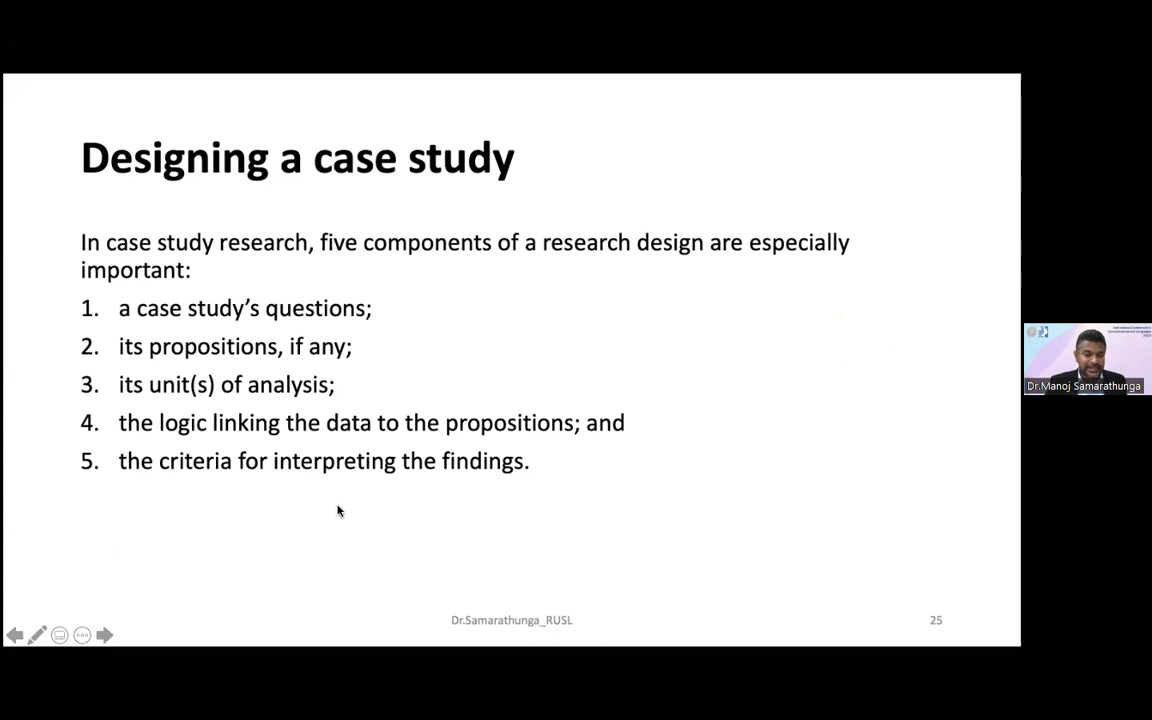 Designing a case study
In case study research, five components of a research design are especially
important:
1. a case study’s questions;
2. its propositions, if any;
3. its unit(s) of analysis;
4. the logic linking the data to the propositions; and
5. the criteria for interpreting the findings.
Dr.Samarathunga_RUSL
25
Dr.Manoj Samarathunga